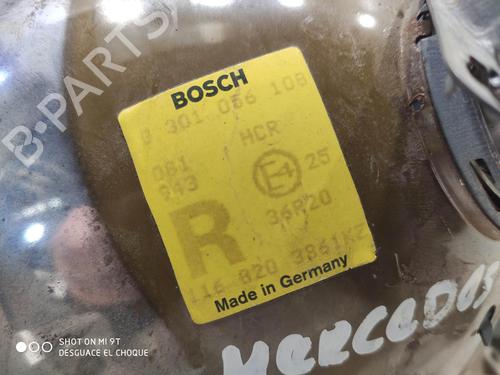 B-PARTS
BOSCH
0 301 056 108
HCR
081
943
E4 25
R
36R20
116 820 3861KZ
Made in Germany
MERCEDES
SHOT ON MI 9T
DESGUACE EL CHOQUE